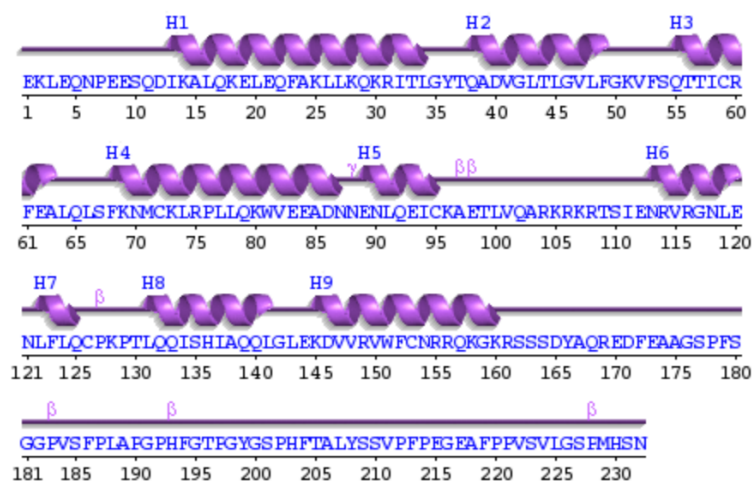 H1 H2 H3
EKLEQNPEESQDIKALQKELEQFAKLLKQKRITLGYTQADVGLTLGVLFGKVFSQTTICR
1 5 10 15 20 25 30 35 40 45 50 55 60
H4 γ H5 ββ H6
FEALQLSFKNMCKLRPLLQKWVEEADNNENLQEICKAETLVQARKRKRTSIENRVRGNLE
61 65 70 75 80 85 90 95 100 105 110 115 120
H7 β H8 H9
NLFLQCPKPTLQQISHIAQQLGLEKDVVRVWFCNRRQKGKRSSSDYAQREDFEAAGSPFS
121 125 130 135 140 145 150 155 160 165 170 175 180
β β β
GGPVSFPLAPGPHFGTPGYGSPHFTALYSSVPFPEGEAFPPVSVLGSPMHSN
181 185 190 195 200 205 210 215 220 225 230